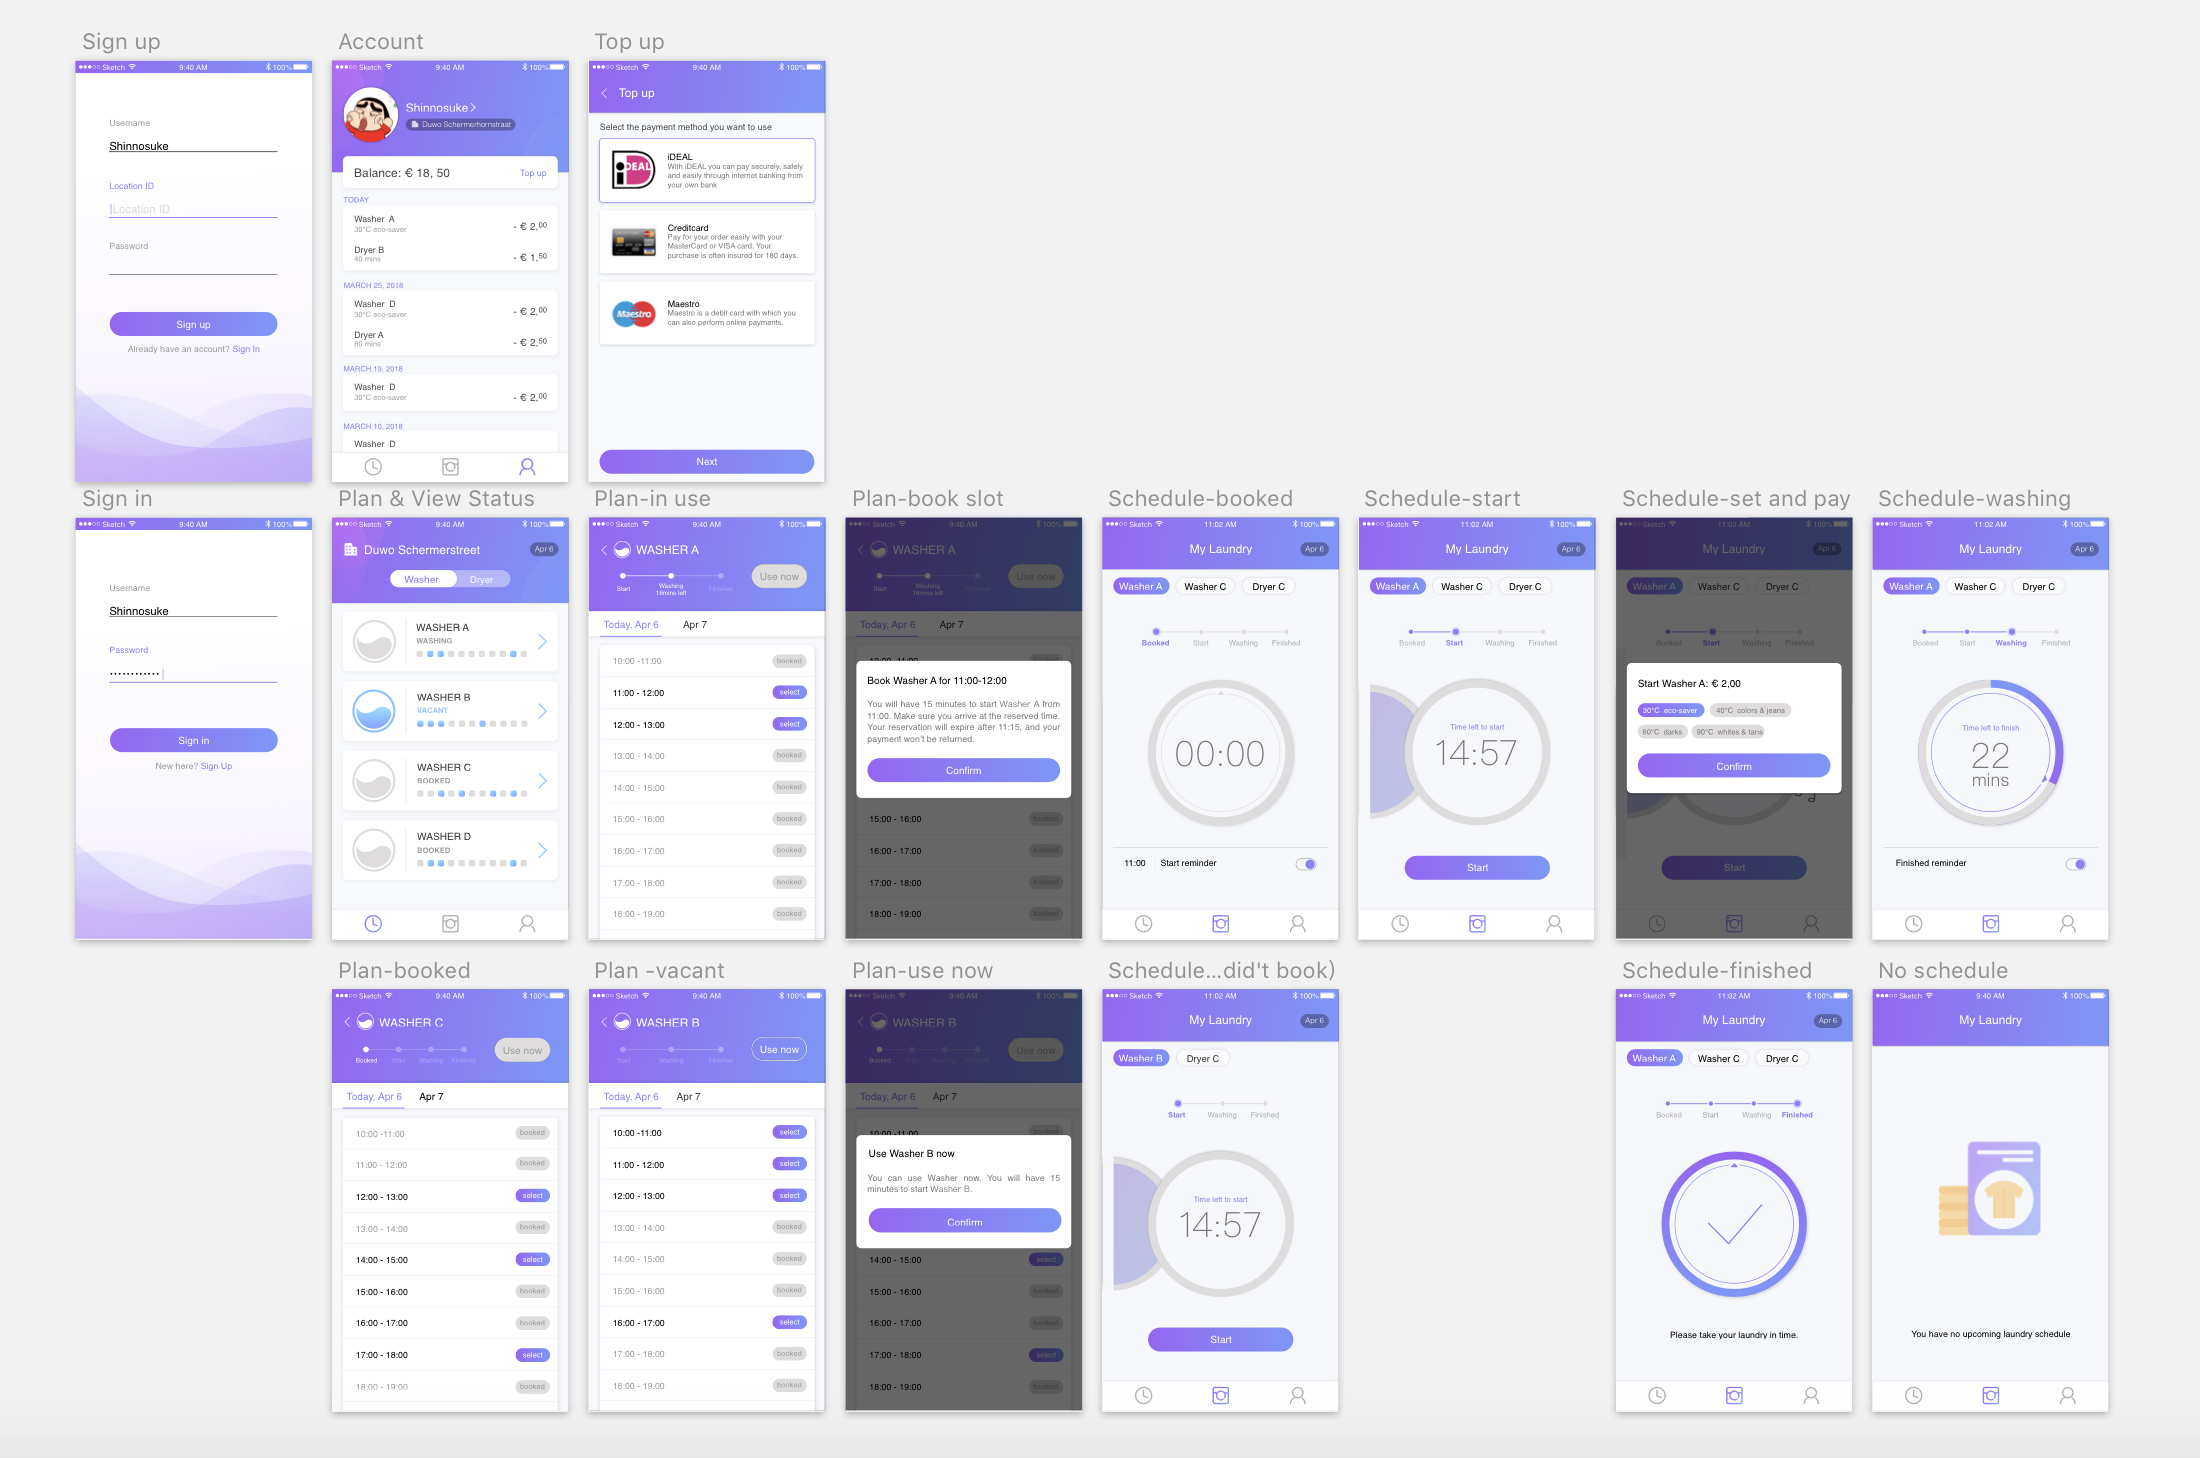 Sign up
●●●○○ Sketch 9:40 AM 100%
Username
Shinnosuke
Location ID
Location ID
Password
Sign up
Already have an account? Sign In
Account
●●●○○ Sketch 9:40 AM 100%
Shinnosuke
Duwo Schermerhornstraat
Balance: € 18, 50 Top up
TODAY
Washer A
30°C eco-saver
- € 2.00
Dryer B
40 mins
- € 1.50
MARCH 25, 2018
Washer D
30°C eco-saver
- € 2.00
Dryer A
80 mins
- € 2.50
MARCH 19, 2018
Washer D
30°C eco-saver
- € 2.00
MARCH 10, 2018
Washer D
Top up
●●●○○ Sketch 9:40 AM 100%
Top up
Select the payment method you want to use
iDEAL
iDEAL
With iDEAL you can pay securely, safely
and easily through internet banking from
your own bank
Creditcard
Pay for your order easily with your
MasterCard or VISA card. Your
purchase is often insured for 180 days.
Maestro
Maestro
Maestro is a debit card with which you
can also perform online payments.
Next
Sign in
●●●○○ Sketch 9:40 AM 100%
Username
Shinnosuke
Password
••••••••••••
Sign in
New here? Sign Up
Plan & View Status
●●●○○ Sketch 9:40 AM 100%
Duwo Schermerstreet Apr 6
Washer Dryer
WASHER A
WASHING
WASHER B
VACANT
WASHER C
BOOKED
WASHER D
BOOKED
Plan-in use
●●●○○ Sketch 9:40 AM 100%
WASHER A
Use now
Start Washing Finished
16mins left
Today, Apr 6 Apr 7
10:00 -11:00 booked
11:00 - 12:00 select
12:00 - 13:00 select
13:00 - 14:00 booked
14:00 - 15:00 booked
15:00 - 16:00 booked
16:00 - 17:00 booked
17:00 - 18:00 booked
18:00 - 19:00 booked
Plan-book slot
●●●○○ Sketch 9:40 AM 100%
WASHER A
Use now
Start Washing Finished
16mins left
Today, Apr 6 Apr 7
10:00 -11:00 booked
Book Washer A for 11:00-12:00
You will have 15 minutes to start Washer A from
11:00. Make sure you arrive at the reserved time.
Your reservation will expire after 11:15, and your
payment won't be returned.
Confirm
15:00 - 16:00 booked
16:00 - 17:00 booked
17:00 - 18:00 booked
18:00 - 19:00 booked
Schedule-booked
●●●○○ Sketch 11:02 AM 100%
My Laundry Apr 6
Washer A Washer C Dryer C
Booked Start Washing Finished
00:00
11:00 Start reminder
Schedule-start
●●●○○ Sketch 11:02 AM 100%
My Laundry Apr 6
Washer A Washer C Dryer C
Booked Start Washing Finished
Time left to start
14:57
Start
Schedule-set and pay
●●●○○ Sketch 11:02 AM 100%
My Laundry Apr 6
Washer A Washer C Dryer C
Booked Start Washing Finished
Start Washer A: € 2,00
30°C eco-saver 40°C colors & jeans
60°C darks 90°C whites & tans
Confirm
Start
Schedule-washing
●●●○○ Sketch 11:02 AM 100%
My Laundry Apr 6
Washer A Washer C Dryer C
Booked Start Washing Finished
Time left to finish
22
mins
Finished reminder
Plan-booked
●●●○○ Sketch 9:40 AM 100%
WASHER C
Use now
Booked Start Washing Finished
Today, Apr 6 Apr 7
10:00 -11:00 booked
11:00 - 12:00 booked
12:00 - 13:00 select
13:00 - 14:00 booked
14:00 - 15:00 select
15:00 - 16:00 booked
16:00 - 17:00 booked
17:00 - 18:00 select
18:00 - 19:00 booked
Plan -vacant
●●●○○ Sketch 9:40 AM 100%
WASHER B
Use now
Start Washing Finished
Today, Apr 6 Apr 7
10:00 -11:00 select
11:00 - 12:00 select
12:00 - 13:00 select
13:00 - 14:00 booked
14:00 - 15:00 booked
15:00 - 16:00 booked
16:00 - 17:00 select
17:00 - 18:00 booked
18:00 - 19:00 booked
Plan-use now
●●●○○ Sketch 9:40 AM 100%
WASHER B
Use now
Booked Start Washing Finished
Today, Apr 6 Apr 7
10:00 -11:00 booked
Use Washer B now
You can use Washer now. You will have 15
minutes to start Washer B.
Confirm
14:00 - 15:00 select
15:00 - 16:00 booked
16:00 - 17:00 booked
17:00 - 18:00 select
18:00 - 19:00 booked
Schedule...did't book)
●●●○○ Sketch 11:02 AM 100%
My Laundry Apr 6
Washer B Dryer C
Start Washing Finished
Time left to start
14:57
Start
Schedule-finished
●●●○○ Sketch 11:02 AM 100%
My Laundry Apr 6
Washer A Washer C Dryer C
Booked Start Washing Finished
Please take your laundry in time.
No schedule
●●●○○ Sketch 9:40 AM 100%
My Laundry
You have no upcoming laundry schedule